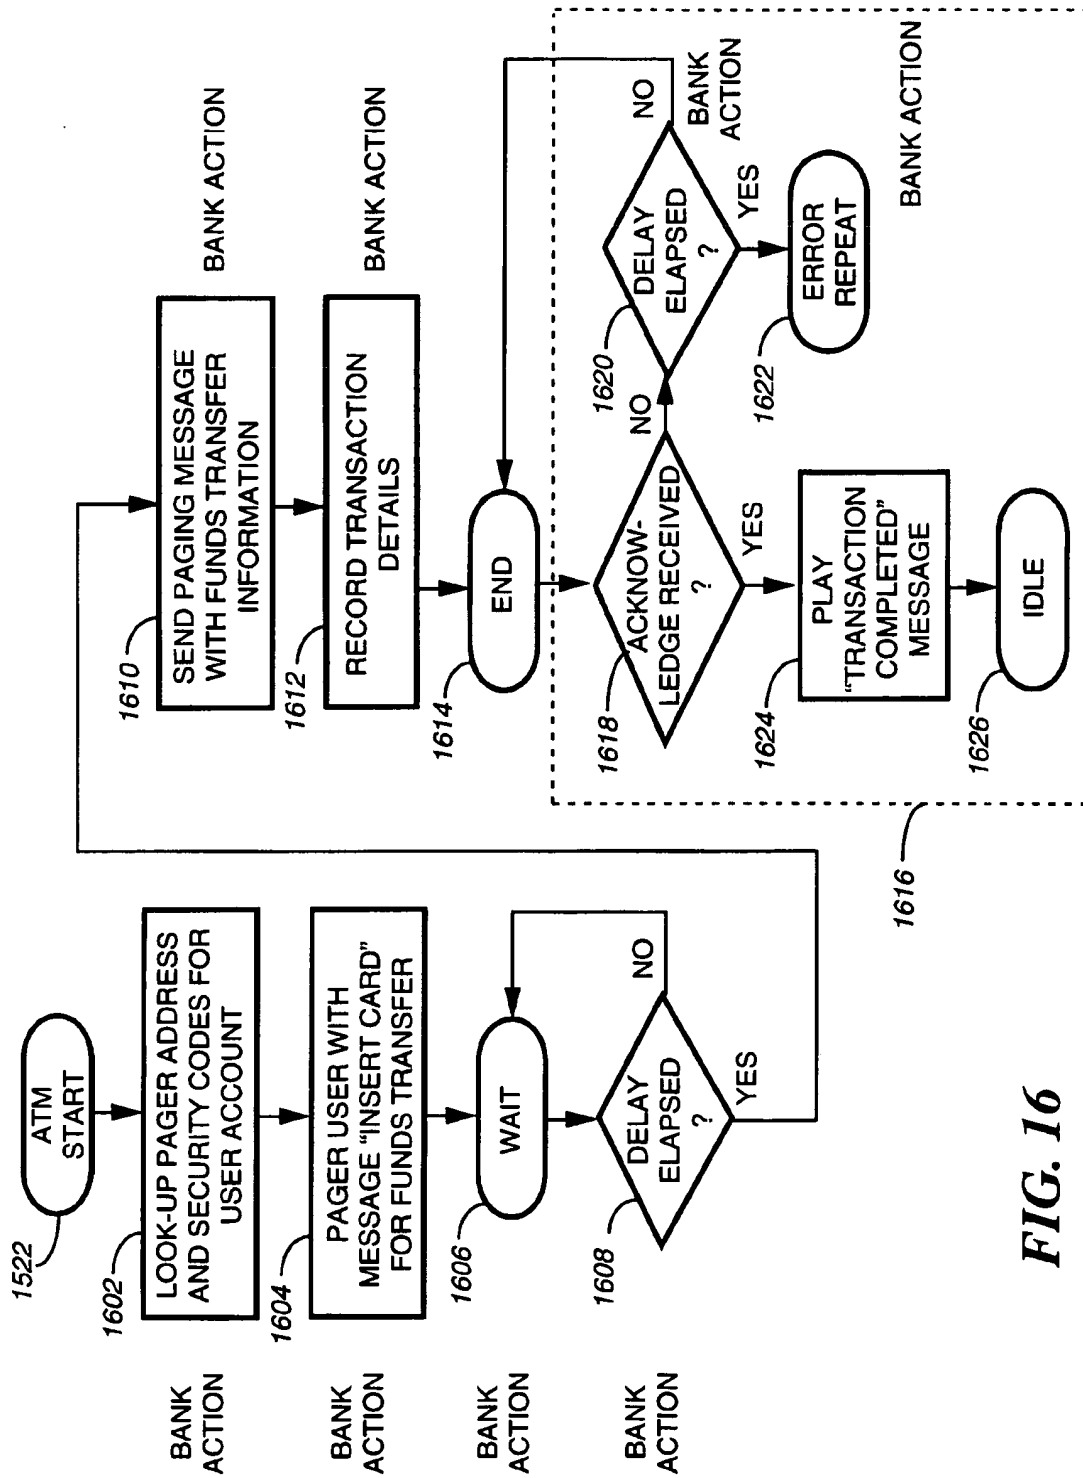 1522
ATM
START
BANK
ACTION
1602
LOOK-UP PAGER ADDRESS
AND SECURITY CODES FOR
USER ACCOUNT
BANK
ACTION
1604
PAGER USER WITH
MESSAGE "INSERT CARD"
FOR FUNDS TRANSFER
BANK
ACTION
1606
WAIT
BANK
ACTION
1608
DELAY
ELAPSED
?
NO
YES
1610
SEND PAGING MESSAGE
WITH FUNDS TRANSFER
INFORMATION
BANK ACTION
1612
RECORD TRANSACTION
DETAILS
BANK ACTION
1614
END
1618
ACKNOW-
LEDGE RECEIVED
?
NO
YES
1620
DELAY
ELAPSED
?
NO
BANK
ACTION
YES
1622
ERROR
REPEAT
1624
PLAY
"TRANSACTION
COMPLETED"
MESSAGE
BANK ACTION
1626
IDLE
1616
FIG. 16